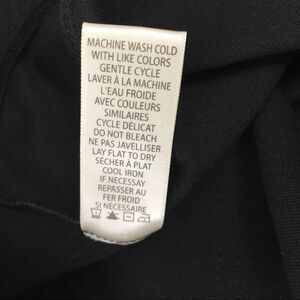 MACHINE WASH COLD
WITH LIKE COLORS
GENTLE CYCLE
LAVER À LA MACHINE
L'EAU FROIDE
AVEC COULEURS
SIMILAIRES
CYCLE DÉLICAT
DO NOT BLEACH
NE PAS JAVELLISER
LAY FLAT TO DRY
SÉCHER À PLAT
COOL IRON
IF NECESSAY
REPASSER AU
FER FROID
SI NÉCESSAIRE